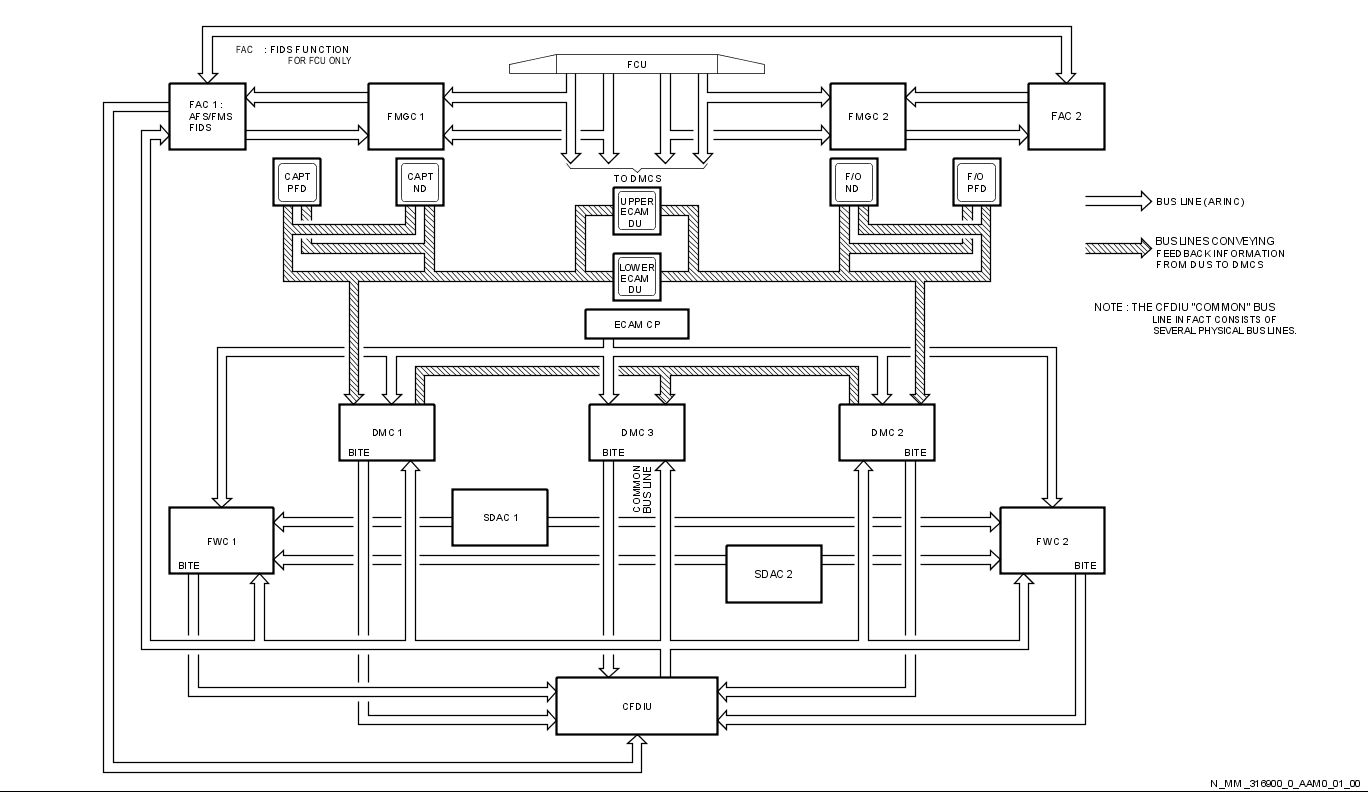 FAC : FIDS FUNCTION
FOR FCU ONLY
FCU
FAC 1 :
AFS/FMS
FIDS
FMGC 1
FMGC 2
FAC 2
CAPT
PFD
CAPT
ND
TO DMCS
F/O
ND
F/O
PFD
UPPER
ECAM
DU
LOWER
ECAM
DU
BUS LINE (ARINC)
BUS LINES CONVEYING
FEEDBACK INFORMATION
FROM DUS TO DMCS
NOTE : THE CFDIU "COMMON" BUS
LINE IN FACT CONSISTS OF
SEVERAL PHYSICAL BUS LINES.
ECAM CP
DMC 1
BITE
DMC 3
BITE
DMC 2
BITE
COMMON
BUS LINE
SDAC 1
FWC 1
BITE
FWC 2
BITE
SDAC 2
CFDIU
N_MM_316900_0_AAM0_01_00